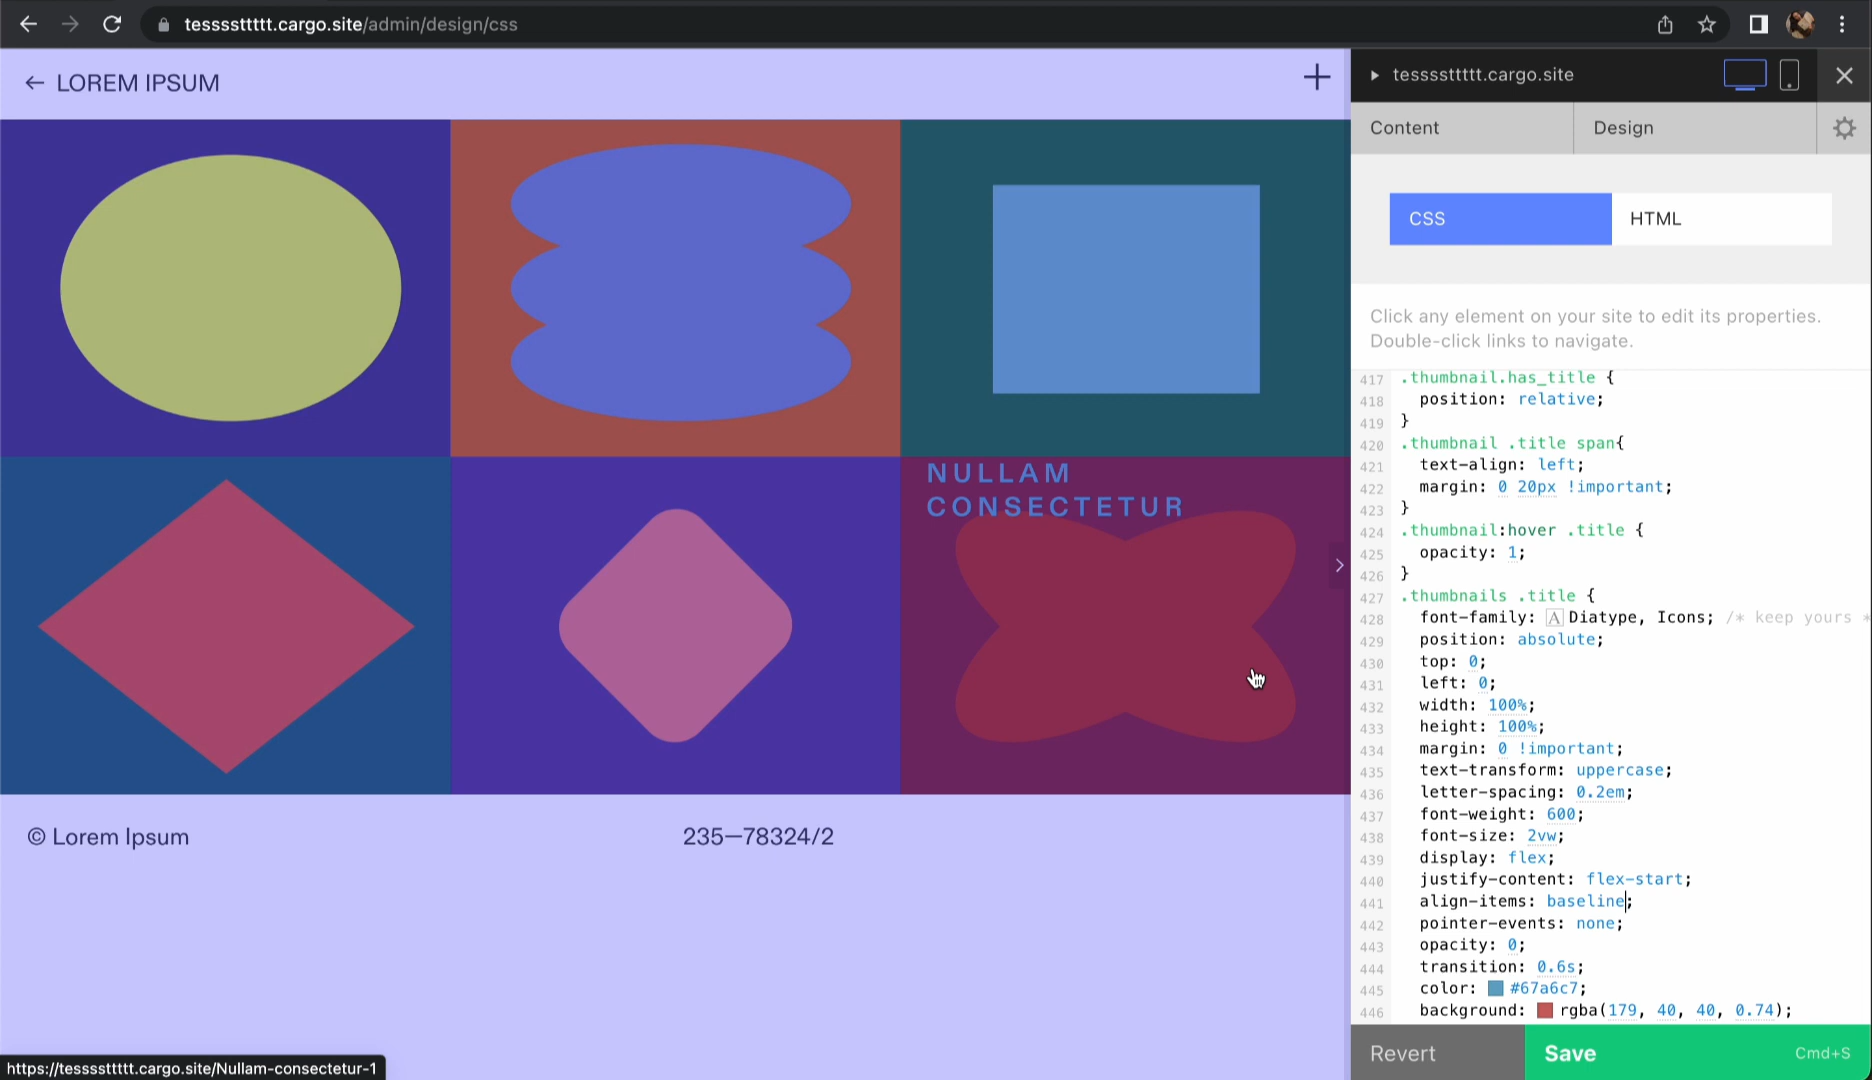 tesssssttttt.cargo.site/admin/design/css
LOREM IPSUM
tesssssttttt.cargo.site
Content
Design
CSS
HTML
Click any element on your site to edit its properties.
Double-click links to navigate.
417 .thumbnail.has_title {
418 position: relative;
419 }
420 .thumbnail .title span{
421 text-align: left;
422 margin: 0 20px !important;
423 }
424 .thumbnail:hover .title {
425 opacity: 1;
426 }
427 .thumbnails .title {
428 font-family: A Diatype, Icons; /* keep yours *
429 position: absolute;
430 top: 0;
431 left: 0;
432 width: 100%;
433 height: 100%;
434 margin: 0 !important;
435 text-transform: uppercase;
436 letter-spacing: 0.2em;
437 font-weight: 600;
438 font-size: 2vw;
439 display: flex;
440 justify-content: flex-start;
441 align-items: baseline;
442 pointer-events: none;
443 opacity: 0;
444 transition: 0.6s;
445 color: #67a6c7;
446 background: rgba(179, 40, 40, 0.74);
NULLAM
CONSECTETUR
© Lorem Ipsum
235—78324/2
Revert
Save
Cmd+S
https://tesssssttttt.cargo.site/Nullam-consectetur-1